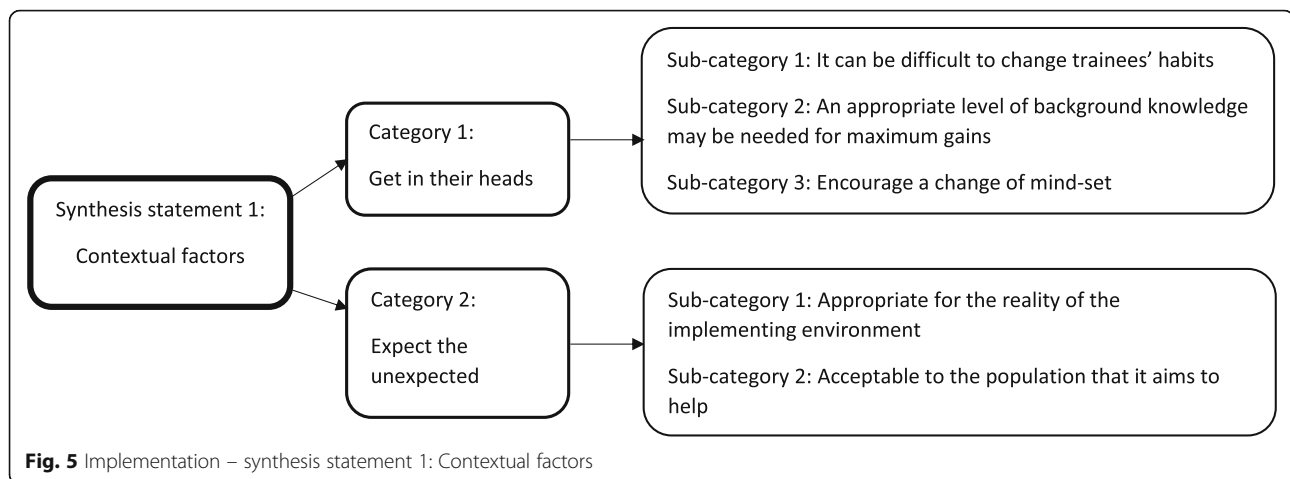 Synthesis statement 1:
Contextual factors
Category 1:
Get in their heads
Sub-category 1: It can be difficult to change trainees’ habits
Sub-category 2: An appropriate level of background knowledge
may be needed for maximum gains
Sub-category 3: Encourage a change of mind-set
Category 2:
Expect the
unexpected
Sub-category 1: Appropriate for the reality of the
implementing environment
Sub-category 2: Acceptable to the population that it aims to
help
Fig. 5 Implementation – synthesis statement 1: Contextual factors